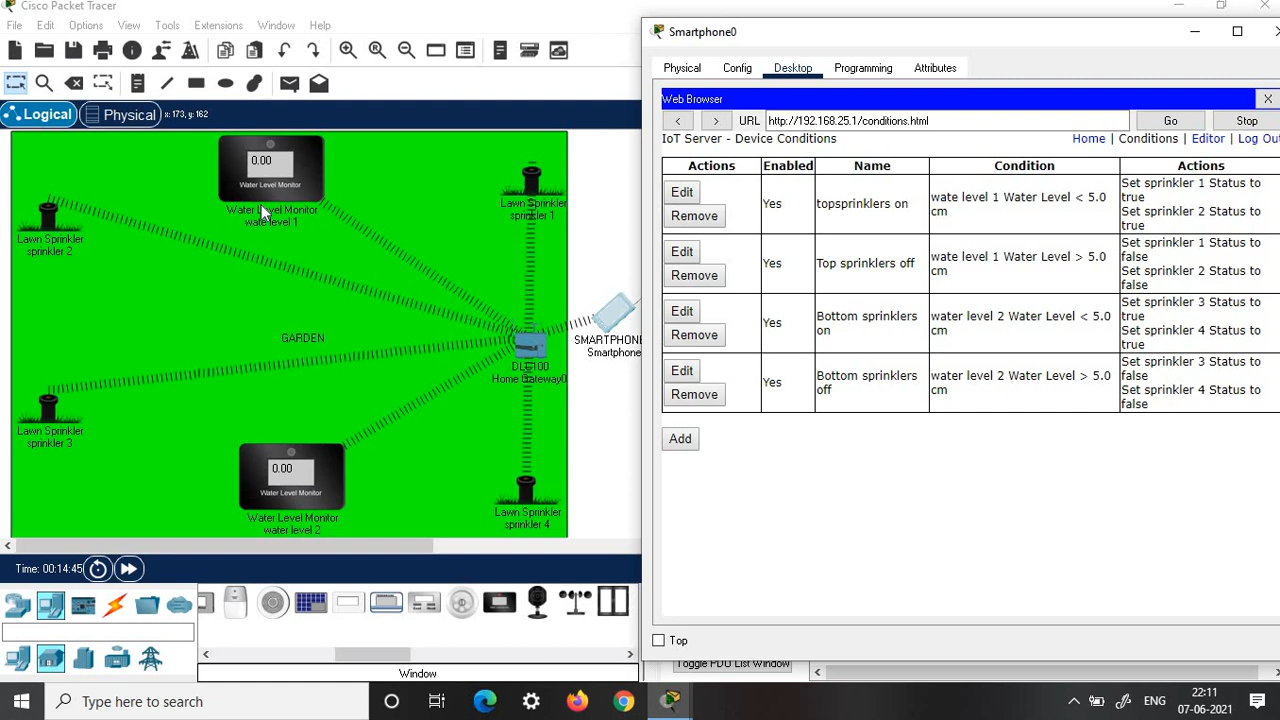 Cisco Packet Tracer
File Edit Options View Tools Extensions Window Help
Logical Physical x: 173, y: 162
0.00
Water Level Monitor
Water Level Monitor
wate level 1
Lawn Sprinkler
sprinkler 1
Lawn Sprinkler
sprinkler 2
GARDEN
SMARTPHONE
Smartphone
DLC100
Home Gateway0
Lawn Sprinkler
sprinkler 3
0.00
Water Level Monitor
Water Level Monitor
water level 2
Lawn Sprinkler
sprinkler 4
Time: 00:14:45
Window
Smartphone0
Physical Config Desktop Programming Attributes
Web Browser
< > URL http://192.168.25.1/conditions.html Go Stop
IoT Server - Device Conditions Home | Conditions | Editor | Log Out
Actions Enabled Name Condition Actions
Edit Remove Yes topsprinklers on wate level 1 Water Level < 5.0 cm Set sprinkler 1 Status to true Set sprinkler 2 Status to true
Edit Remove Yes Top sprinklers off wate level 1 Water Level > 5.0 cm Set sprinkler 1 Status to false Set sprinkler 2 Status to false
Edit Remove Yes Bottom sprinklers on water level 2 Water Level < 5.0 cm Set sprinkler 3 Status to true Set sprinkler 4 Status to true
Edit Remove Yes Bottom sprinklers off water level 2 Water Level > 5.0 cm Set sprinkler 3 Status to false Set sprinkler 4 Status to false
Add
Top
Toggle PDU List Window
Type here to search
ENG
22:11
07-06-2021